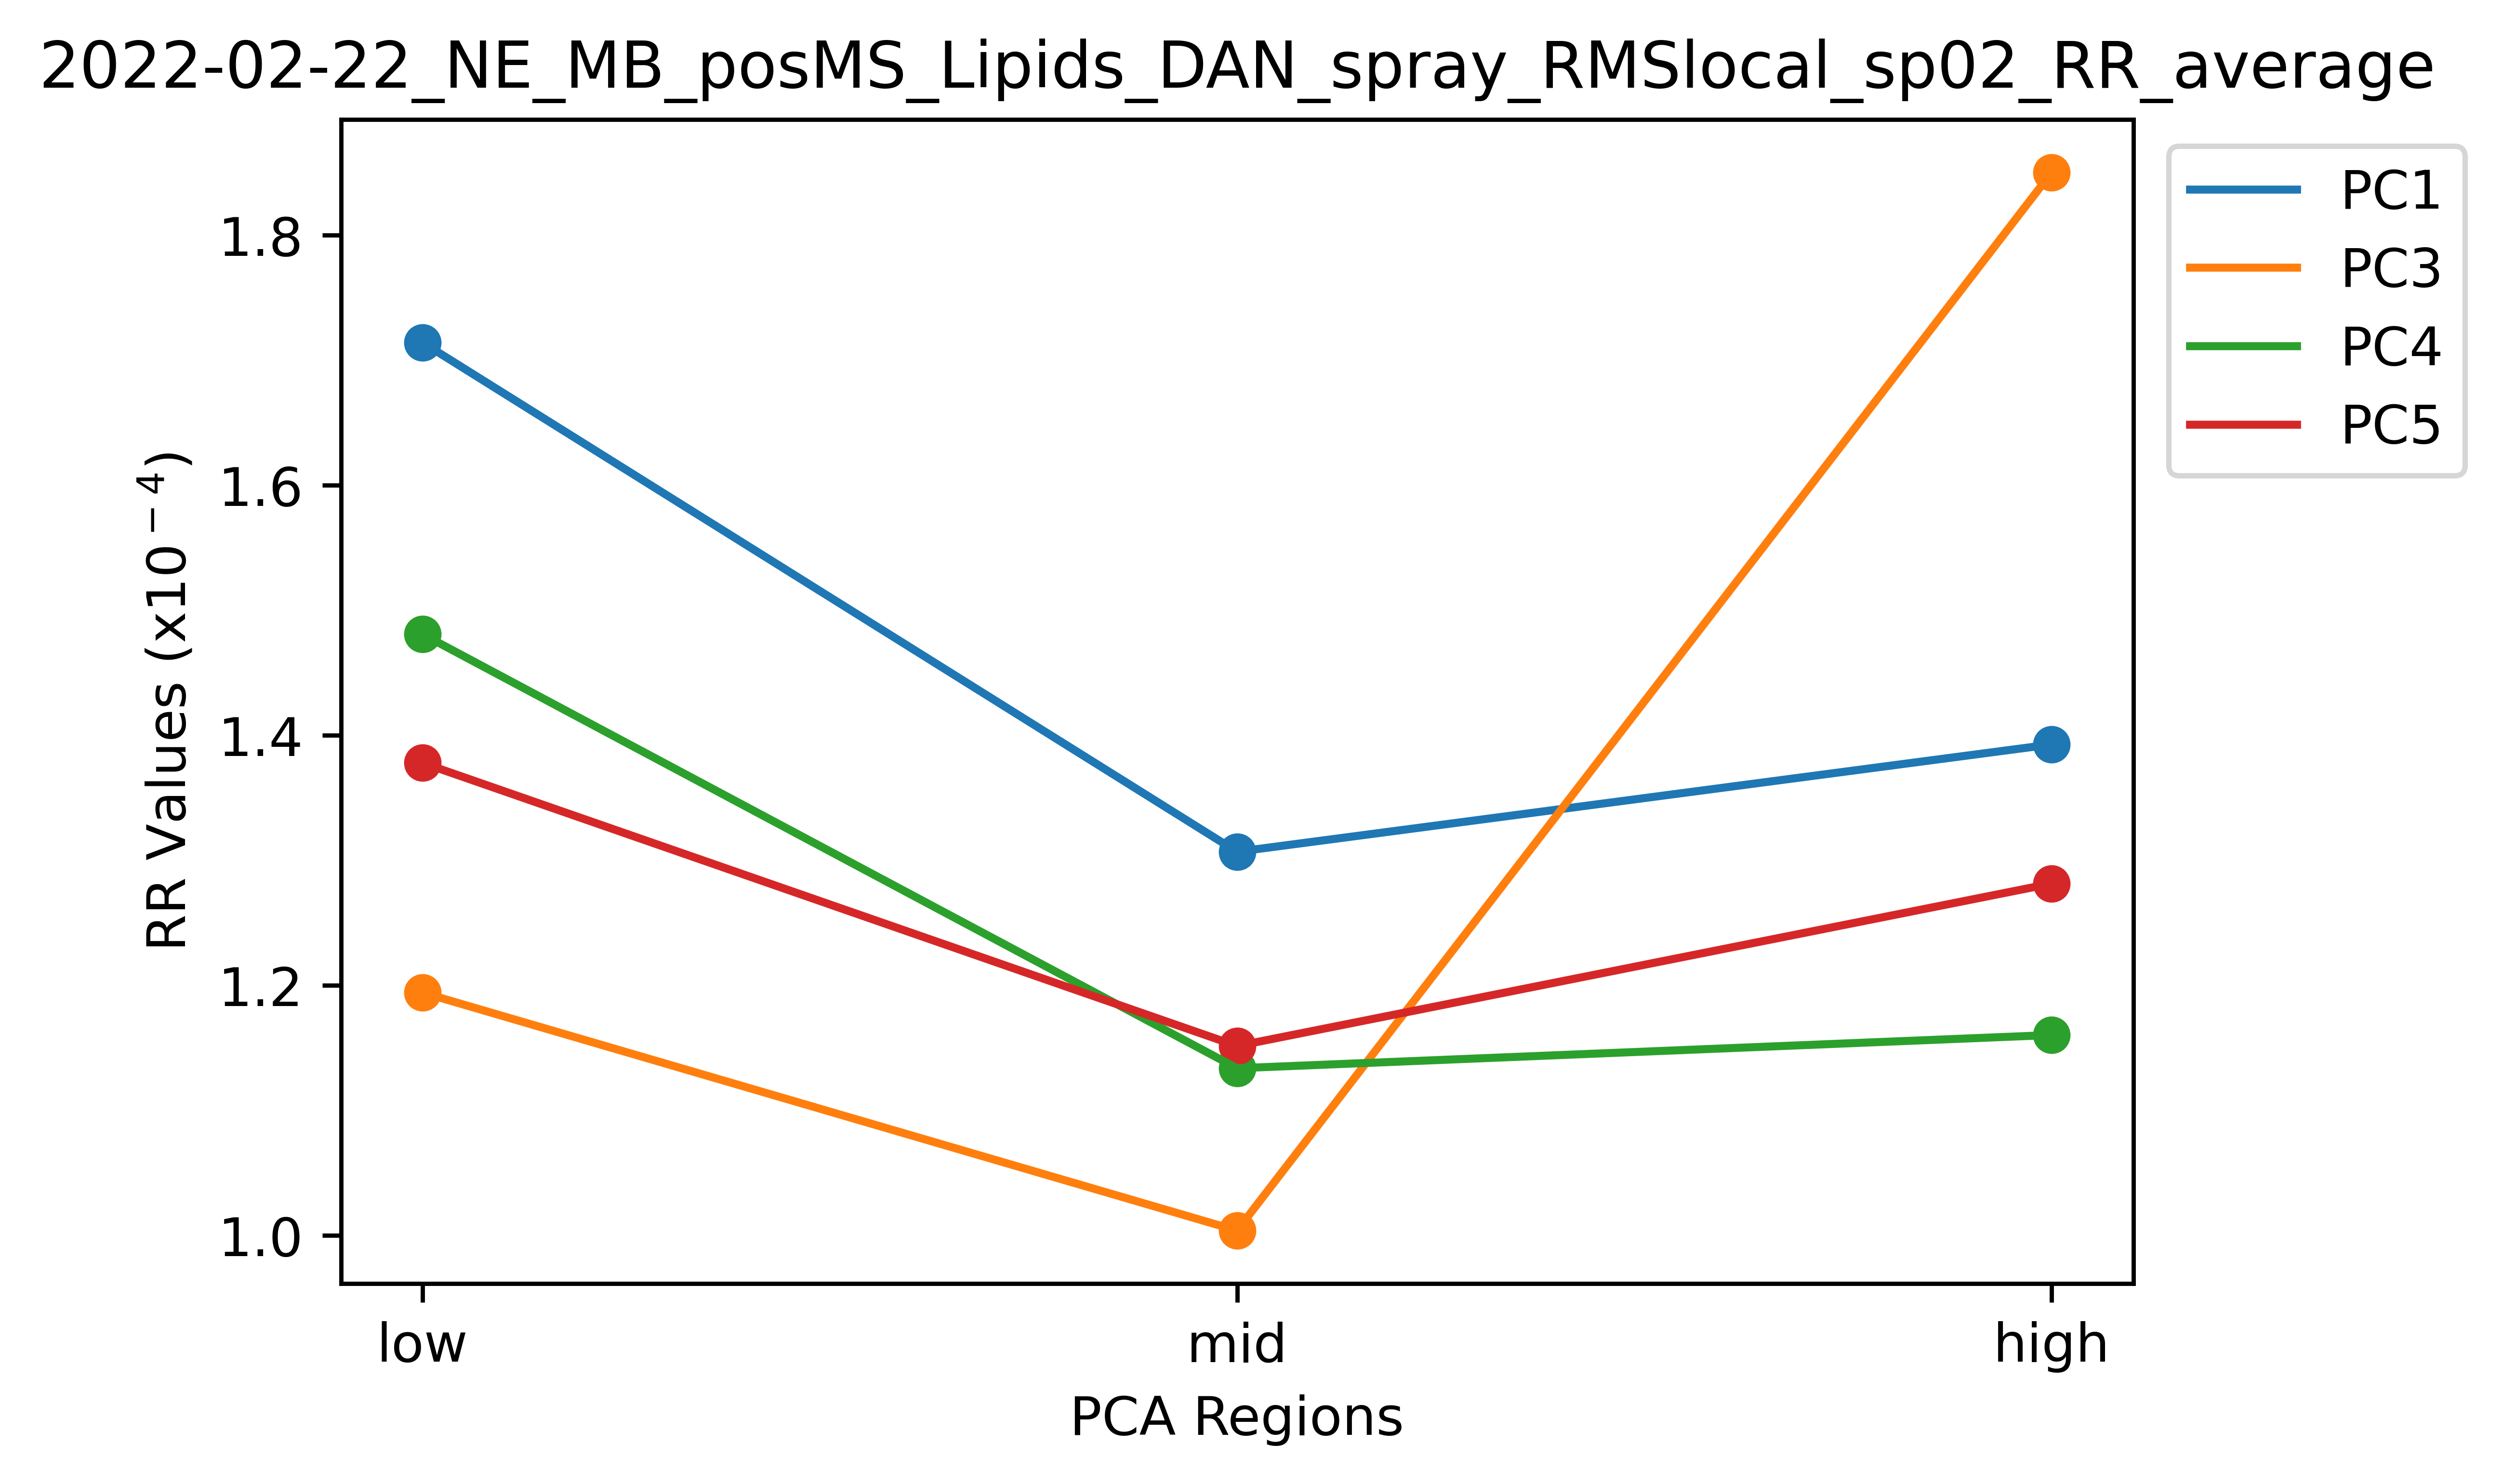 2022-02-22_NE_MB_posMS_Lipids_DAN_spray_RMSlocal_sp02_RR_average
PC1
PC3
PC4
PC5
RR Values (x10⁻⁴)
1.8
1.6
1.4
1.2
1.0
low mid high
PCA Regions